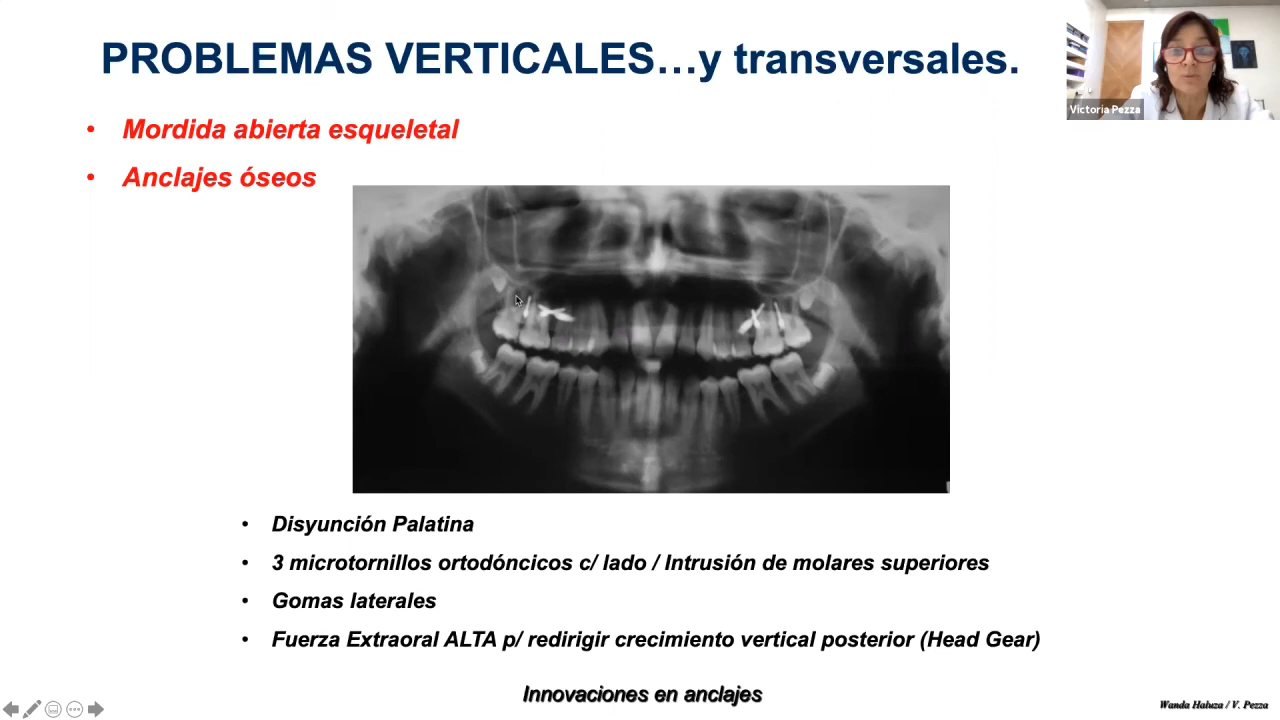 PROBLEMAS VERTICALES…y transversales.
Victoria Pezza
• Mordida abierta esqueletal
• Anclajes óseos
• Disyunción Palatina
• 3 microtornillos ortodóncicos c/ lado / Intrusión de molares superiores
• Gomas laterales
• Fuerza Extraoral ALTA p/ redirigir crecimiento vertical posterior (Head Gear)
Innovaciones en anclajes
Wanda Haluza / V. Pezza